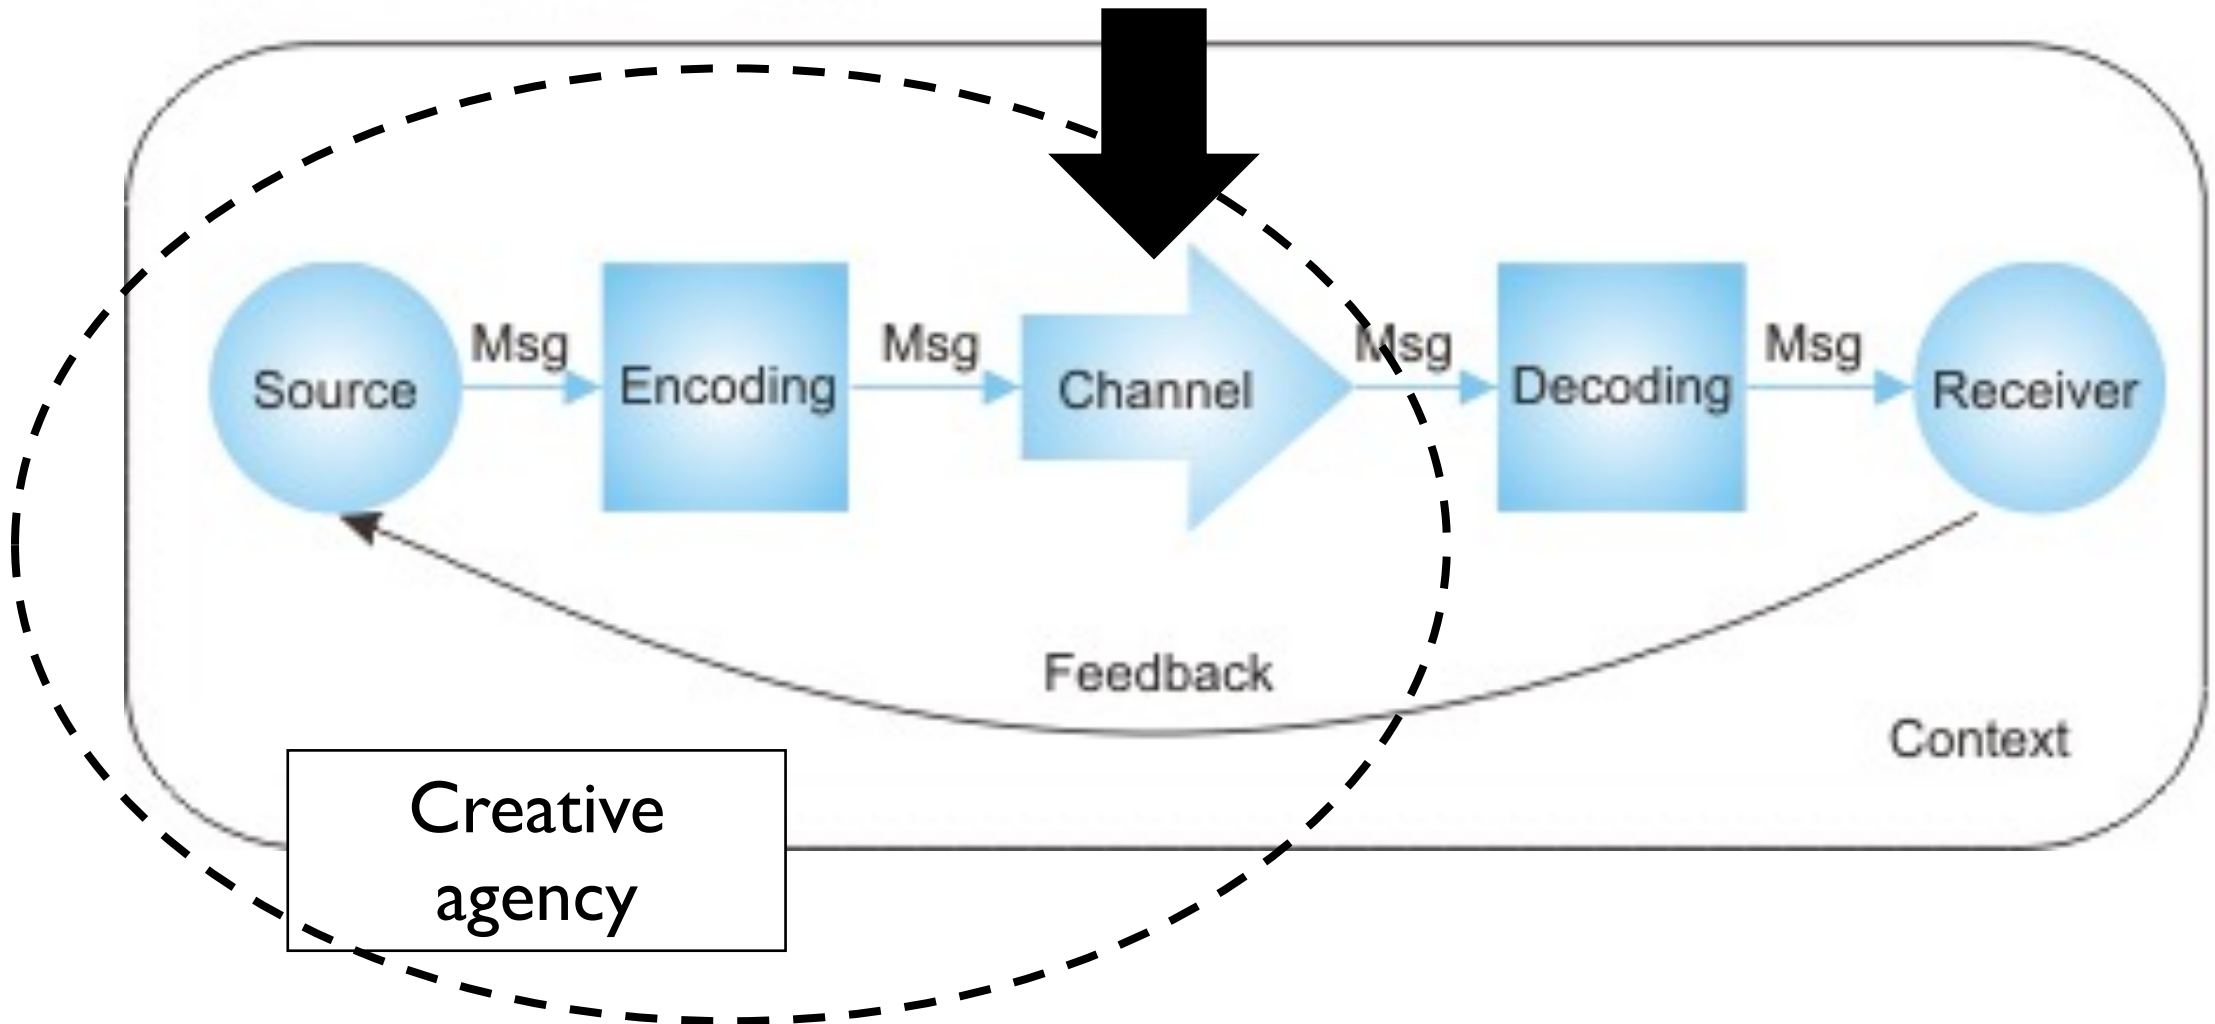 Msg
Msg
Msg
Msg
Source
Encoding
Channel
Decoding
Receiver
Feedback
Context
Creative
agency